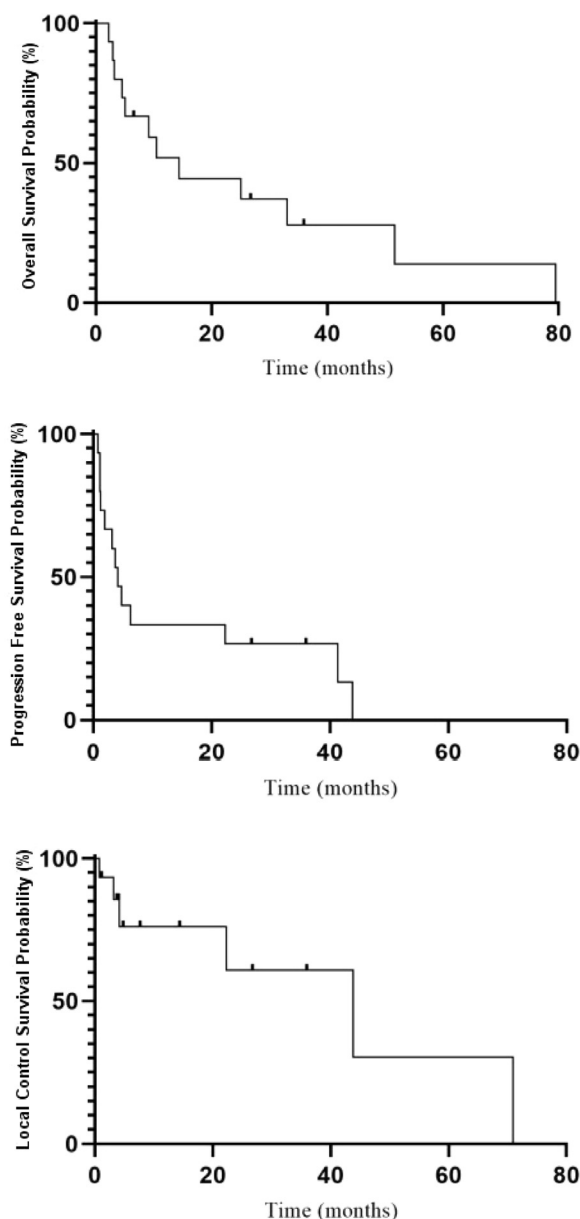 Overall Survival Probability (%)
100
50
0
0 20 40 60 80
Time (months)
Progression Free Survival Probability (%)
100
50
0
0 20 40 60 80
Time (months)
Local Control Survival Probability (%)
100
50
0
0 20 40 60 80
Time (months)